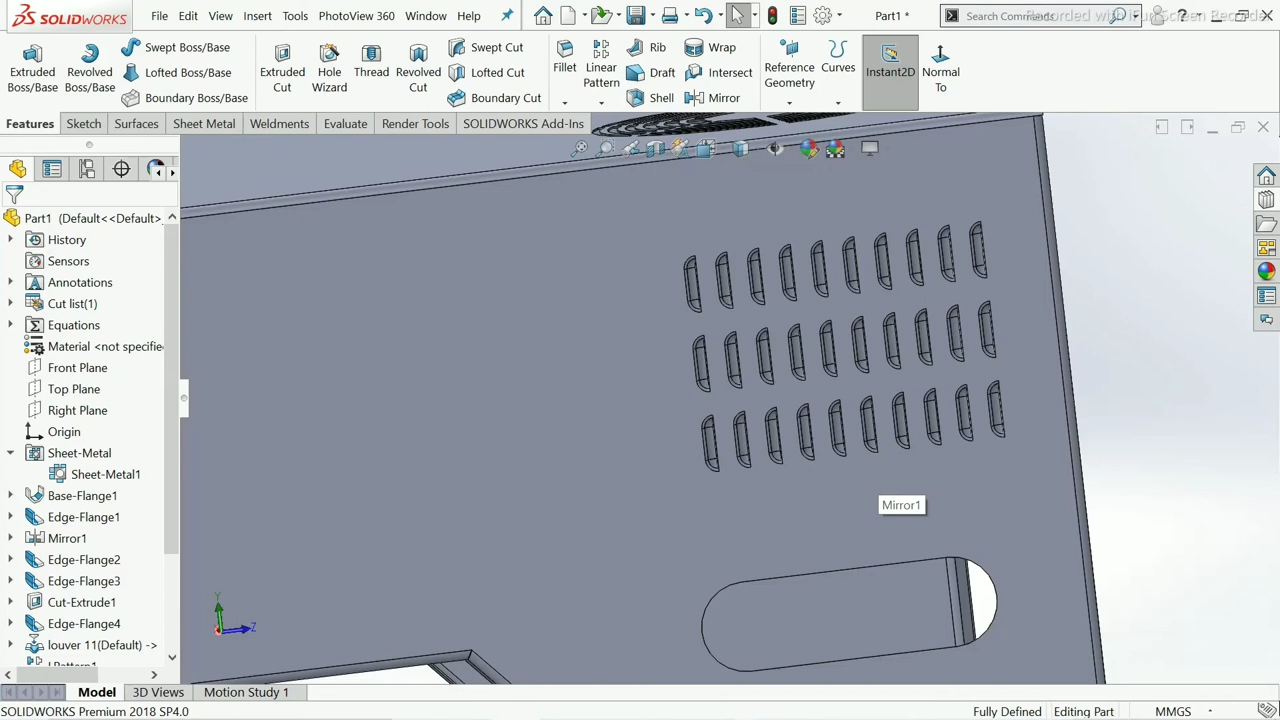 SOLIDWORKS
File Edit View Insert Tools PhotoView 360 Window Help
Part1 *
Search Commands
Recorded with iFun Screen Recorder
Extruded Boss/Base
Revolved Boss/Base
Swept Boss/Base
Lofted Boss/Base
Boundary Boss/Base
Extruded Cut
Hole Wizard
Thread
Revolved Cut
Swept Cut
Lofted Cut
Boundary Cut
Fillet
Linear Pattern
Rib
Draft
Shell
Wrap
Intersect
Mirror
Reference Geometry
Curves
Instant2D
Normal To
Features Sketch Surfaces Sheet Metal Weldments Evaluate Render Tools SOLIDWORKS Add-Ins
Part1 (Default<<Default>_
History
Sensors
Annotations
Cut list(1)
Equations
Material <not specifie
Front Plane
Top Plane
Right Plane
Origin
Sheet-Metal
Sheet-Metal1
Base-Flange1
Edge-Flange1
Mirror1
Edge-Flange2
Edge-Flange3
Cut-Extrude1
Edge-Flange4
louver 11(Default) ->
LPattern1
Mirror1
Y
Z
Model 3D Views Motion Study 1
SOLIDWORKS Premium 2018 SP4.0
Fully Defined Editing Part MMGS